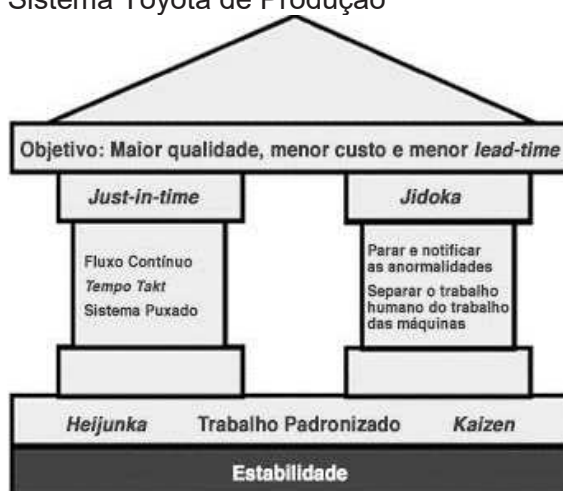 Sistema Toyota de Produção
Objetivo: Maior qualidade, menor custo e menor lead-time
Just-in-time
Jidoka
Fluxo Contínuo
Tempo Takt
Sistema Puxado
Parar e notificar
as anormalidades
Separar o trabalho
humano do trabalho
das máquinas
Heijunka Trabalho Padronizado Kaizen
Estabilidade